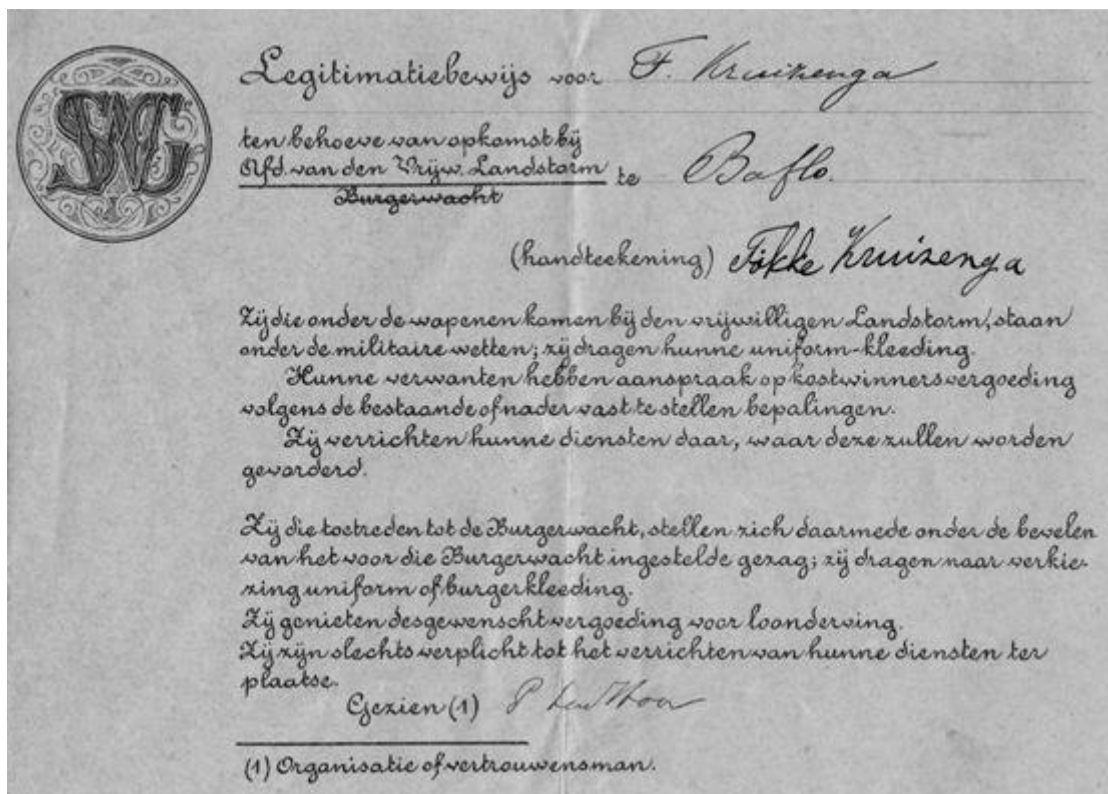 Legitimatiebewijs voor F. Kruizenga
ten behoeve van opkomst bij
Afd. van den Vrijw. Landstorm te Baflo.
Burgerwacht
(handteekening) Fokke Kruizenga
Zij die onder de wapenen komen bij den vrijwilligen Landstorm, staan
onder de militaire wetten; zij dragen hunne uniform-kleeding.
Hunne verwanten hebben aanspraak op kostwinnersvergoeding
volgens de bestaande of nader vast te stellen bepalingen.
Zij verrichten hunne diensten daar, waar deze zullen worden
gevorderd.
Zij die toetreden tot de Burgerwacht, stellen zich daarmede onder de bevelen
van het voor die Burgerwacht ingestelde gezag; zij dragen naar verkie-
zing uniform of burgerkleeding.
Zij genieten desgewenscht vergoeding voor loonderving.
Zij zijn slechts verplicht tot het verrichten van hunne diensten ter
plaatse.
Gezien (1) P
(1) Organisatie of vertrouwensman.